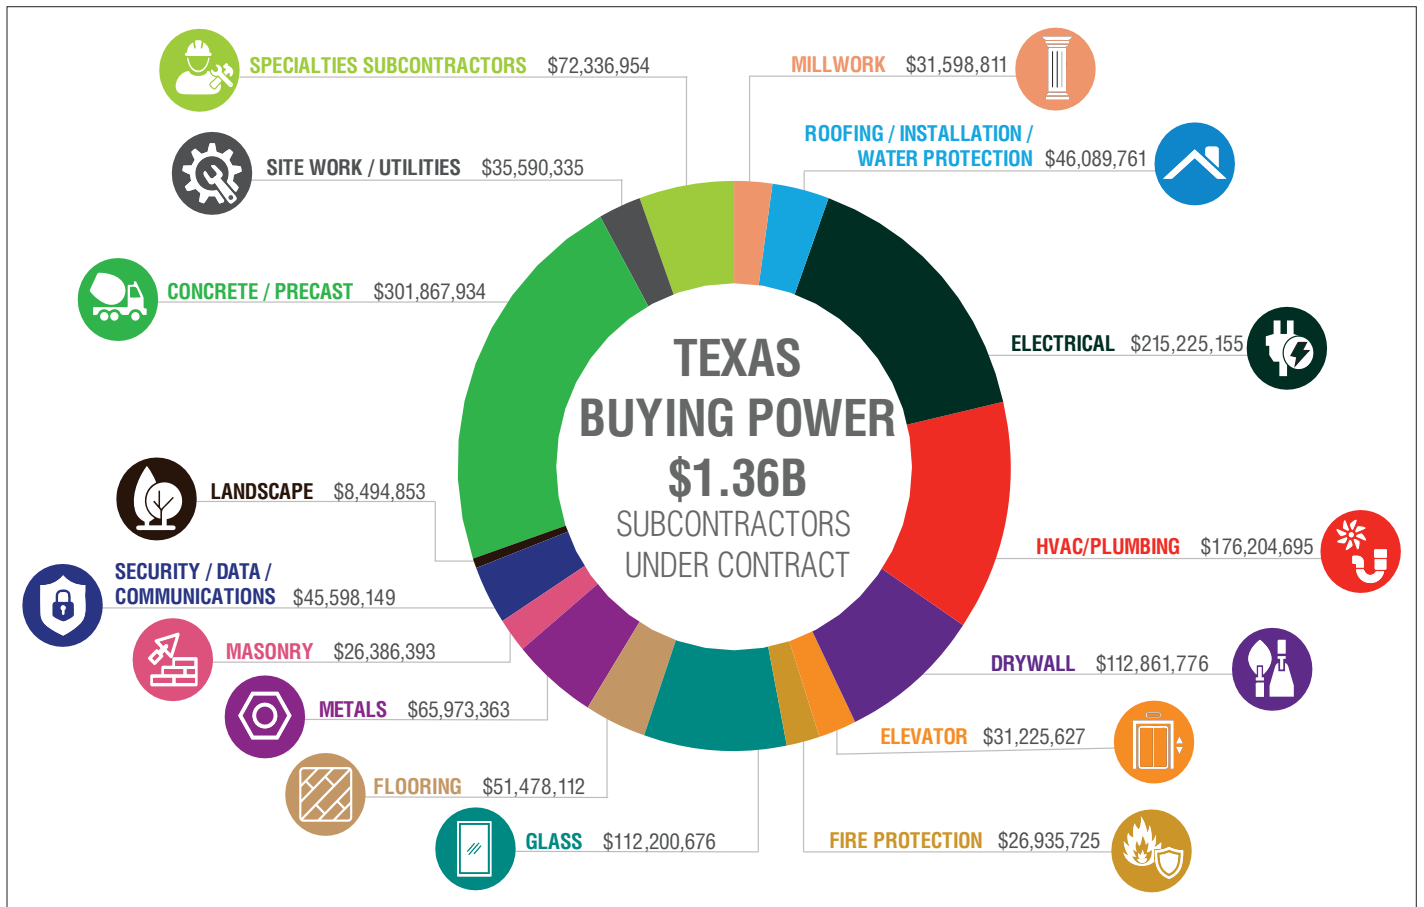 SPECIALTIES SUBCONTRACTORS $72,336,954
MILLWORK $31,598,811
ROOFING / INSTALLATION /
WATER PROTECTION $46,089,761
SITE WORK / UTILITIES $35,590,335
CONCRETE / PRECAST $301,867,934
ELECTRICAL $215,225,155
TEXAS
BUYING POWER
$1.36B
SUBCONTRACTORS
UNDER CONTRACT
LANDSCAPE $8,494,853
HVAC/PLUMBING $176,204,695
SECURITY / DATA /
COMMUNICATIONS $45,598,149
MASONRY $26,386,393
DRYWALL $112,861,776
METALS $65,973,363
ELEVATOR $31,225,627
FLOORING $51,478,112
GLASS $112,200,676
FIRE PROTECTION $26,935,725